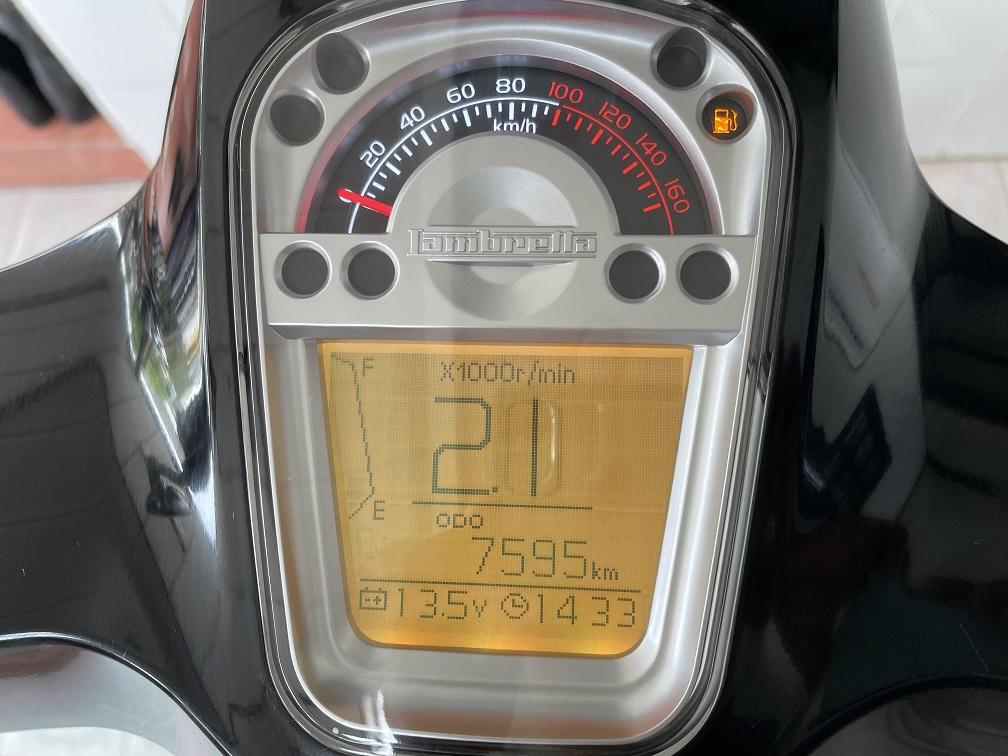 20 40 60 80 100 120 140 160
km/h
Lambretta
F
X1000r/min
2.1
E
ODO
7595km
13.5v 14 33